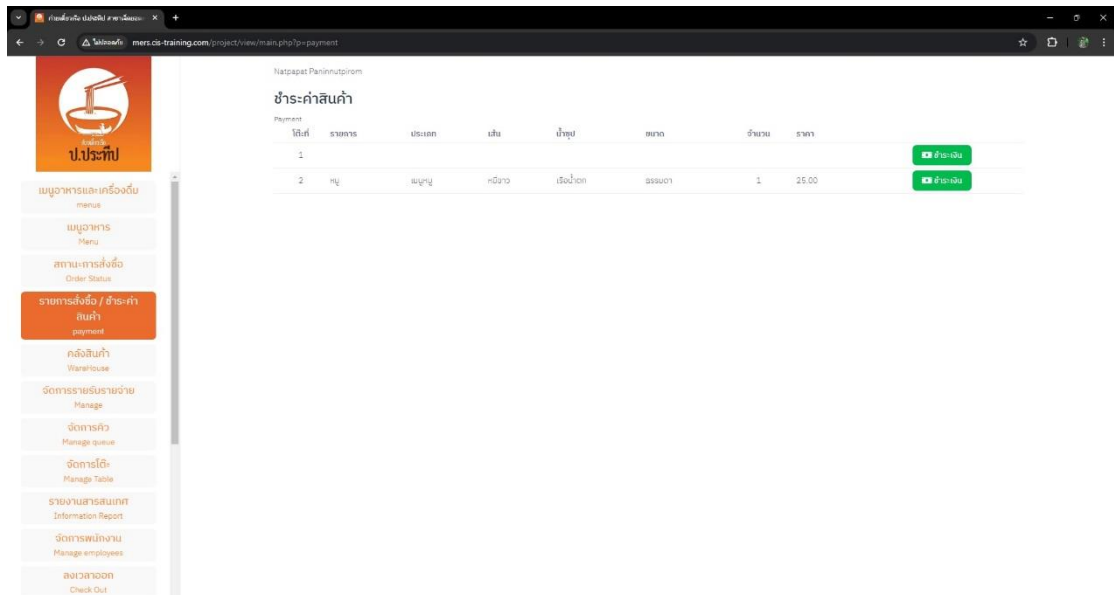 ไม่ปลอดภัย mers.cis-training.com/project/view/main.php?p=payment
ป.ประทีป
เมนูอาหารและเครื่องดื่ม
menus
เมนูอาหาร
Menu
สถานะการสั่งซื้อ
Order Status
รายการสั่งซื้อ / ชำระค่า
สินค้า
payment
คลังสินค้า
WareHouse
จัดการรายรับรายจ่าย
Manage
จัดการคิว
Manage queue
จัดการโต๊ะ
Manage Table
รายงานสารสนเทศ
Information Report
จัดการพนักงาน
Manage employees
ลงเวลาออก
Check Out
Natpapat Paninnutpirom
ชำระค่าสินค้า
Payment
โต๊ะที่ รายการ ประเภท เส้น น้ำซุป ขนาด จำนวน ราคา
1 ชำระเงิน
2 หมู เมนูหมู หมี่ขาว เรือน้ำตก ธรรมดา 1 25.00 ชำระเงิน